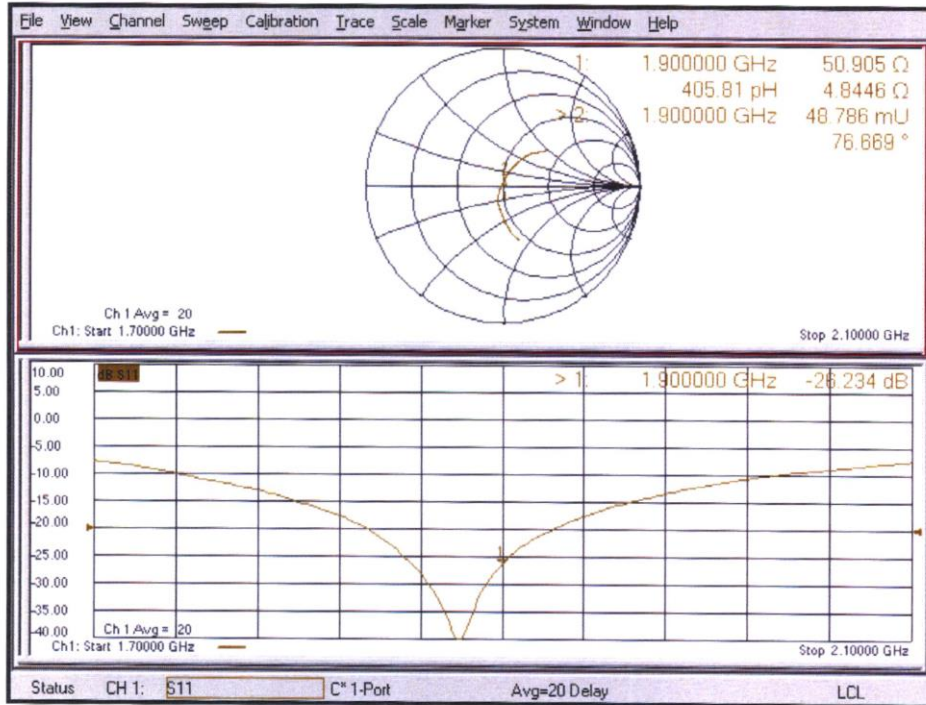 File View Channel Sweep Calibration Trace Scale Marker System Window Help
1: 1.900000 GHz 50.905 Ω
405.81 pH 4.8446 Ω
> 2: 1.900000 GHz 48.786 mU
76.669 °
Ch 1 Avg = 20
Ch1: Start 1.70000 GHz
Stop 2.10000 GHz
10.00 dB S11 > 1: 1.900000 GHz -26.234 dB
5.00
0.00
-5.00
-10.00
-15.00
-20.00
-25.00
-30.00
-35.00
-40.00
Ch 1 Avg = 20
Ch1: Start 1.70000 GHz
Stop 2.10000 GHz
Status CH 1: S11 C* 1-Port Avg=20 Delay LCL